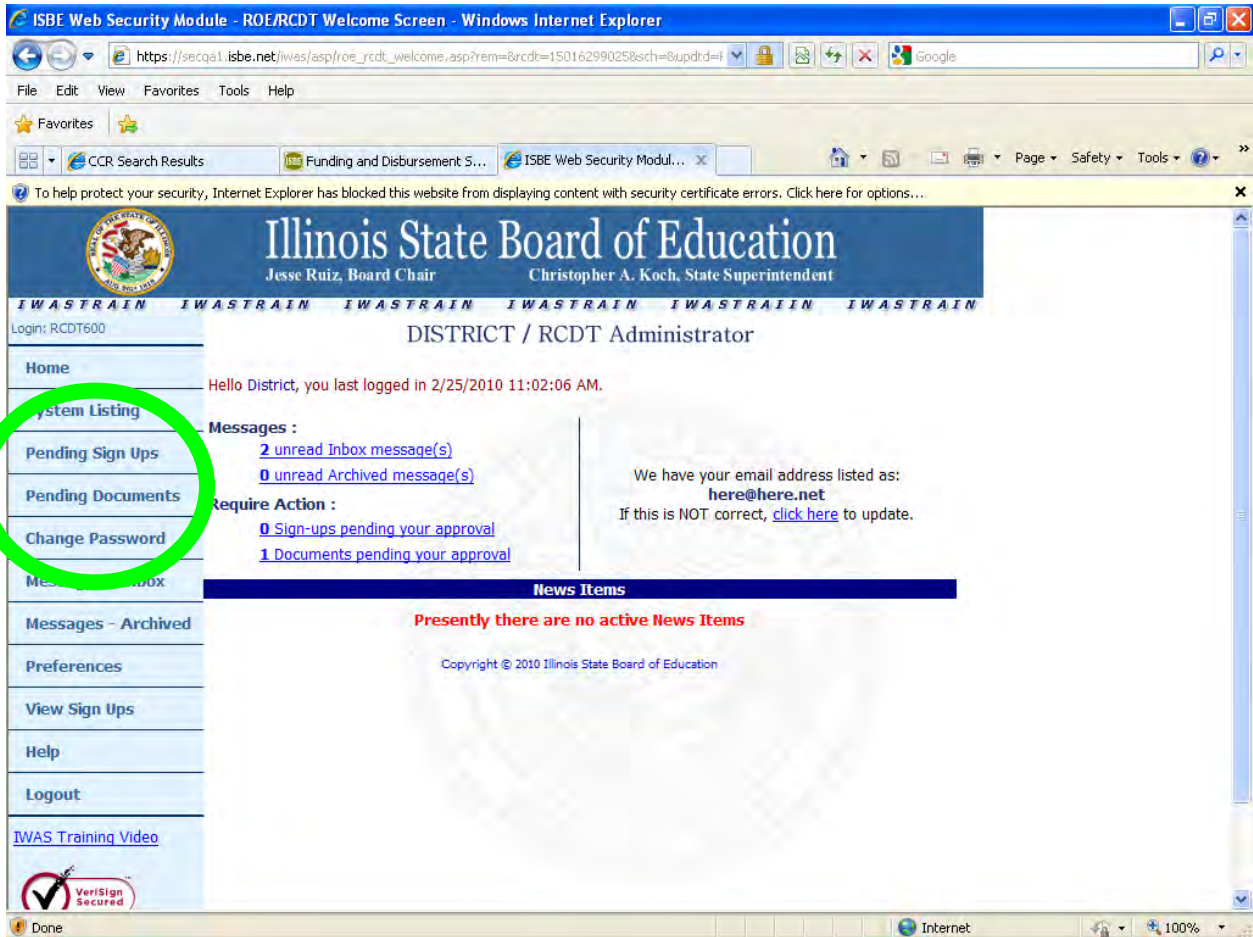 ISBE Web Security Module - ROE/RCDT Welcome Screen - Windows Internet Explorer
https://secqa1.isbe.net/iwas/asp/roe_rcdt_welcome.asp?rem=&rcdt=15016299025&sch=&updtd= Google
File Edit View Favorites Tools Help
Favorites
CCR Search Results Funding and Disbursement S... ISBE Web Security Modul... X Page Safety Tools »
To help protect your security, Internet Explorer has blocked this website from displaying content with security certificate errors. Click here for options...
Illinois State Board of Education
Jesse Ruiz, Board Chair Christopher A. Koch, State Superintendent
IWASTRAIN IWASTRAIN IWASTRAIN IWASTRAIN IWASTRAIIN IWASTRAIN
Login: RCDT600
DISTRICT / RCDT Administrator
Home
Hello District, you last logged in 2/25/2010 11:02:06 AM.
ystem Listing
Messages :
Pending Sign Ups
2 unread Inbox message(s)
0 unread Archived message(s)
We have your email address listed as:
here@here.net
If this is NOT correct, click here to update.
Pending Documents
Require Action :
0 Sign-ups pending your approval
Change Password
1 Documents pending your approval
News Items
Messages - Archived
Presently there are no active News Items
Preferences
Copyright © 2010 Illinois State Board of Education
View Sign Ups
Help
Logout
IWAS Training Video
VeriSign
Secured
Done Internet 100%